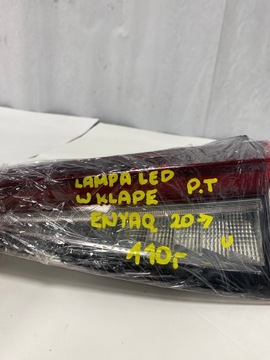 LAMPA LED P.T
W KLAPE
ENYAQ 20→
U
110,-